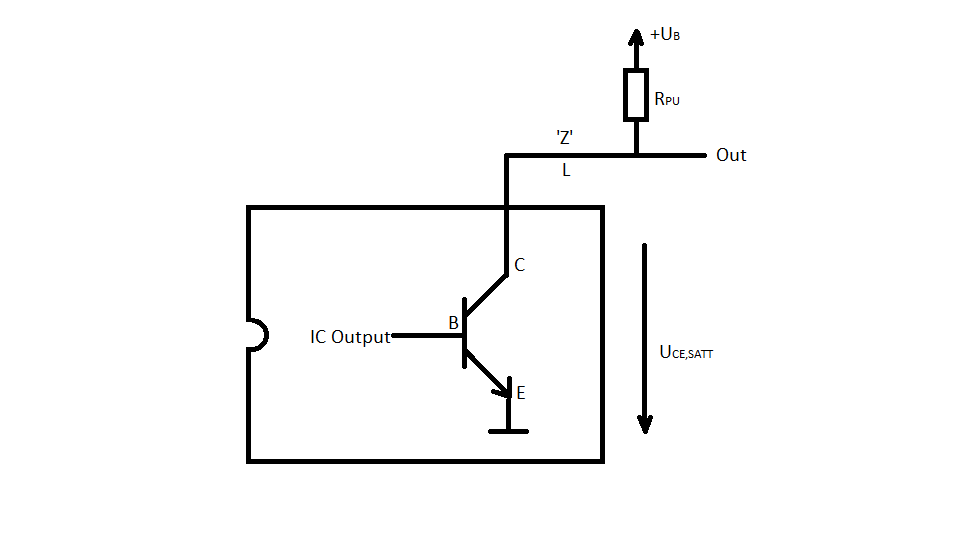 +UB
RPU
'Z'
Out
L
C
B
IC Output
UCE,SATT
E